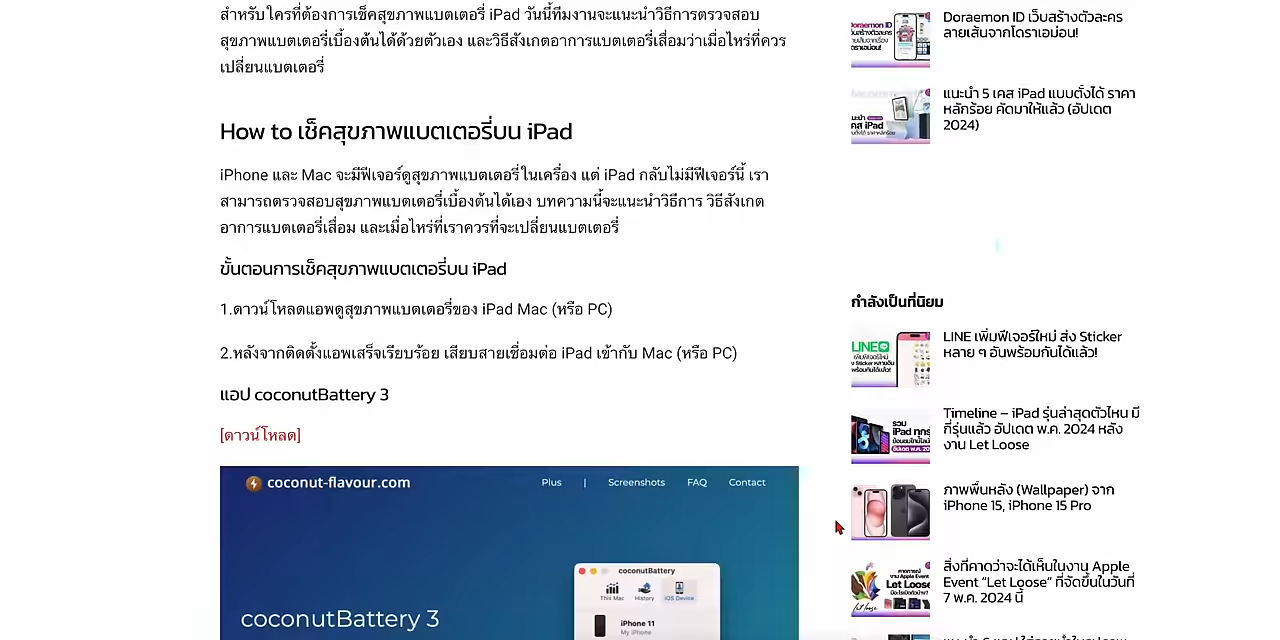 สำหรับใครที่ต้องการเช็คสุขภาพแบตเตอรี่ iPad วันนี้ทีมงานจะแนะนำวิธีการตรวจสอบ
สุขภาพแบตเตอรี่เบื้องต้นได้ด้วยตัวเอง และวิธีสังเกตอาการแบตเตอรี่เสื่อมว่าเมื่อไหร่ที่ควร
เปลี่ยนแบตเตอรี่
How to เช็คสุขภาพแบตเตอรี่บน iPad
iPhone และ Mac จะมีฟีเจอร์ดูสุขภาพแบตเตอรี่ในเครื่อง แต่ iPad กลับไม่มีฟีเจอร์นี้ เรา
สามารถตรวจสอบสุขภาพแบตเตอรี่เบื้องต้นได้เอง บทความนี้จะแนะนำวิธีการ วิธีสังเกต
อาการแบตเตอรี่เสื่อม และเมื่อไหร่ที่เราควรที่จะเปลี่ยนแบตเตอรี่
ขั้นตอนการเช็คสุขภาพแบตเตอรี่บน iPad
1.ดาวน์โหลดแอพดูสุขภาพแบตเตอรี่ของ iPad Mac (หรือ PC)
2.หลังจากติดตั้งแอพเสร็จเรียบร้อย เสียบสายเชื่อมต่อ iPad เข้ากับ Mac (หรือ PC)
แอป coconutBattery 3
[ดาวน์โหลด]
coconut-flavour.com
Plus | Screenshots FAQ Contact
coconutBattery
This Mac History iOS Device
iPhone 11
My iPhone
coconutBattery 3
Doraemon ID เว็บสร้างตัวละคร
ลายเส้นจากโดราเอม่อน!
แนะนำ 5 เคส iPad แบบตั้งได้ ราคา
หลักร้อย คัดมาให้แล้ว (อัปเดต
2024)
กำลังเป็นที่นิยม
LINE เพิ่มฟีเจอร์ใหม่ ส่ง Sticker
หลาย ๆ อันพร้อมกันได้แล้ว!
Timeline – iPad รุ่นล่าสุดตัวไหน มี
กี่รุ่นแล้ว อัปเดต พ.ค. 2024 หลัง
งาน Let Loose
ภาพพื้นหลัง (Wallpaper) จาก
iPhone 15, iPhone 15 Pro
สิ่งที่คาดว่าจะได้เห็นในงาน Apple
Event “Let Loose” ที่จัดขึ้นในวันที่
7 พ.ค. 2024 นี้